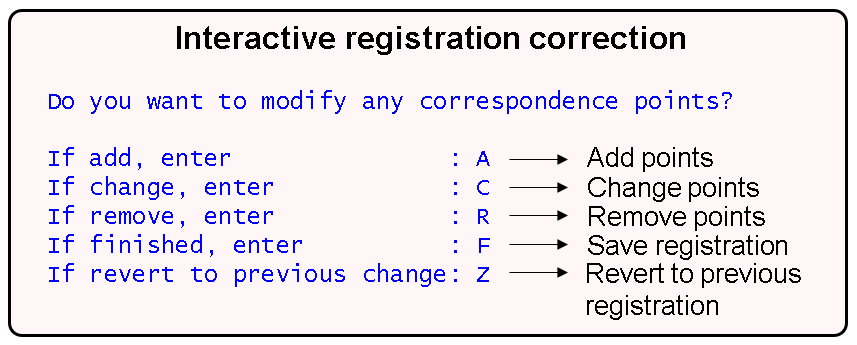 Interactive registration correction
Do you want to modify any correspondence points?
If add, enter : A Add points
If change, enter : C Change points
If remove, enter : R Remove points
If finished, enter : F Save registration
If revert to previous change: Z Revert to previous
registration